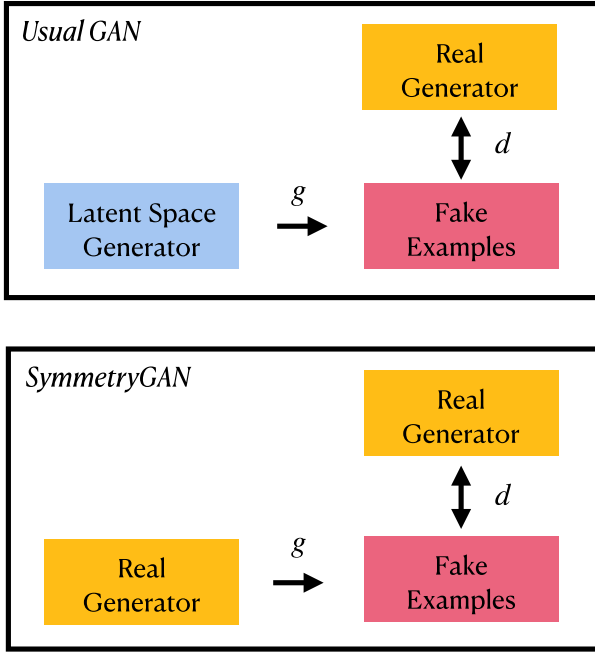 Usual GAN
Real
Generator
d
g
Latent Space
Generator
Fake
Examples
SymmetryGAN
Real
Generator
d
g
Real
Generator
Fake
Examples